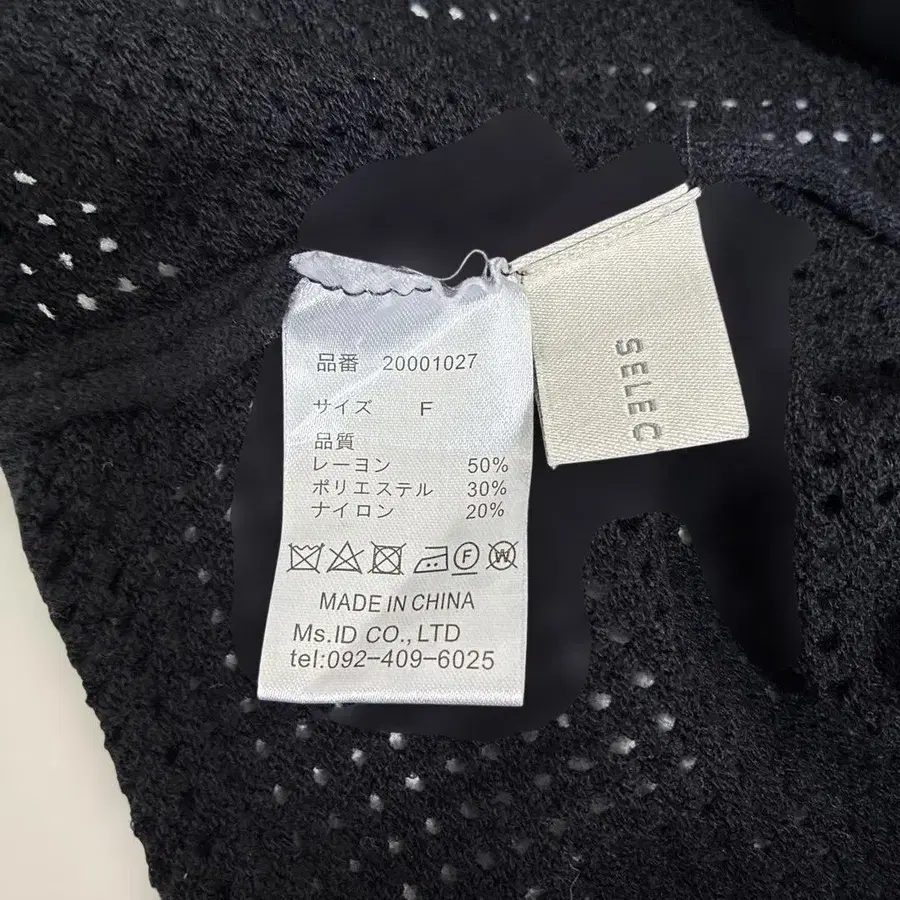 品番 20001027
サイズ F
品質
レーヨン 50%
ポリエステル 30%
ナイロン 20%
F W
MADE IN CHINA
Ms.ID CO.,LTD
tel:092-409-6025
SELEC